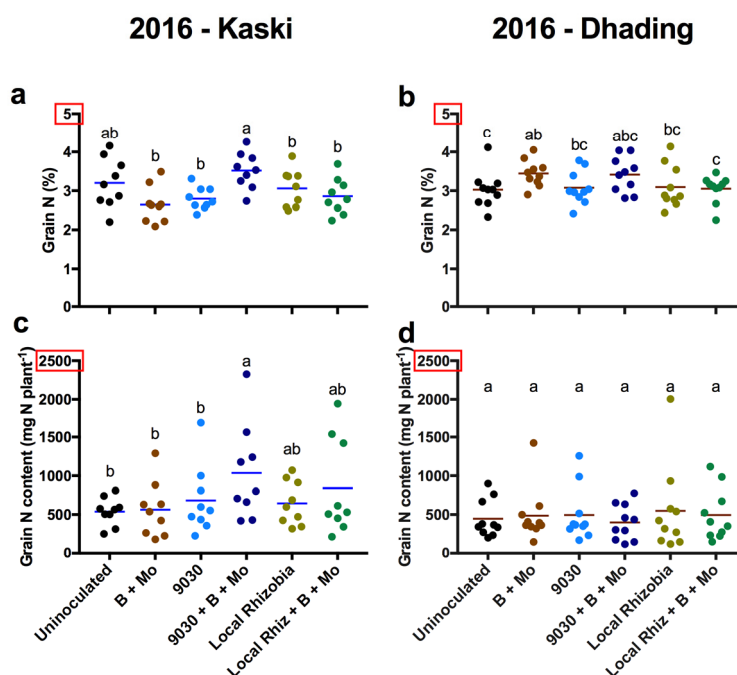 2016 - Kaski
2016 - Dhading
a
Grain N (%)
5
4
3
2
1
0
ab
b
b
a
b
b
b
Grain N (%)
5
4
3
2
1
0
c
ab
bc
abc
bc
c
c
Grain N content (mg N plant⁻¹)
2500
2000
1500
1000
500
0
b
b
b
a
ab
ab
Uninoculated
B + Mo
9030
9030 + B + Mo
Local Rhizobia
Local Rhiz + B + Mo
d
Grain N content (mg N plant⁻¹)
2500
2000
1500
1000
500
0
a
a
a
a
a
a
Uninoculated
B + Mo
9030
9030 + B + Mo
Local Rhizobia
Local Rhiz + B + Mo